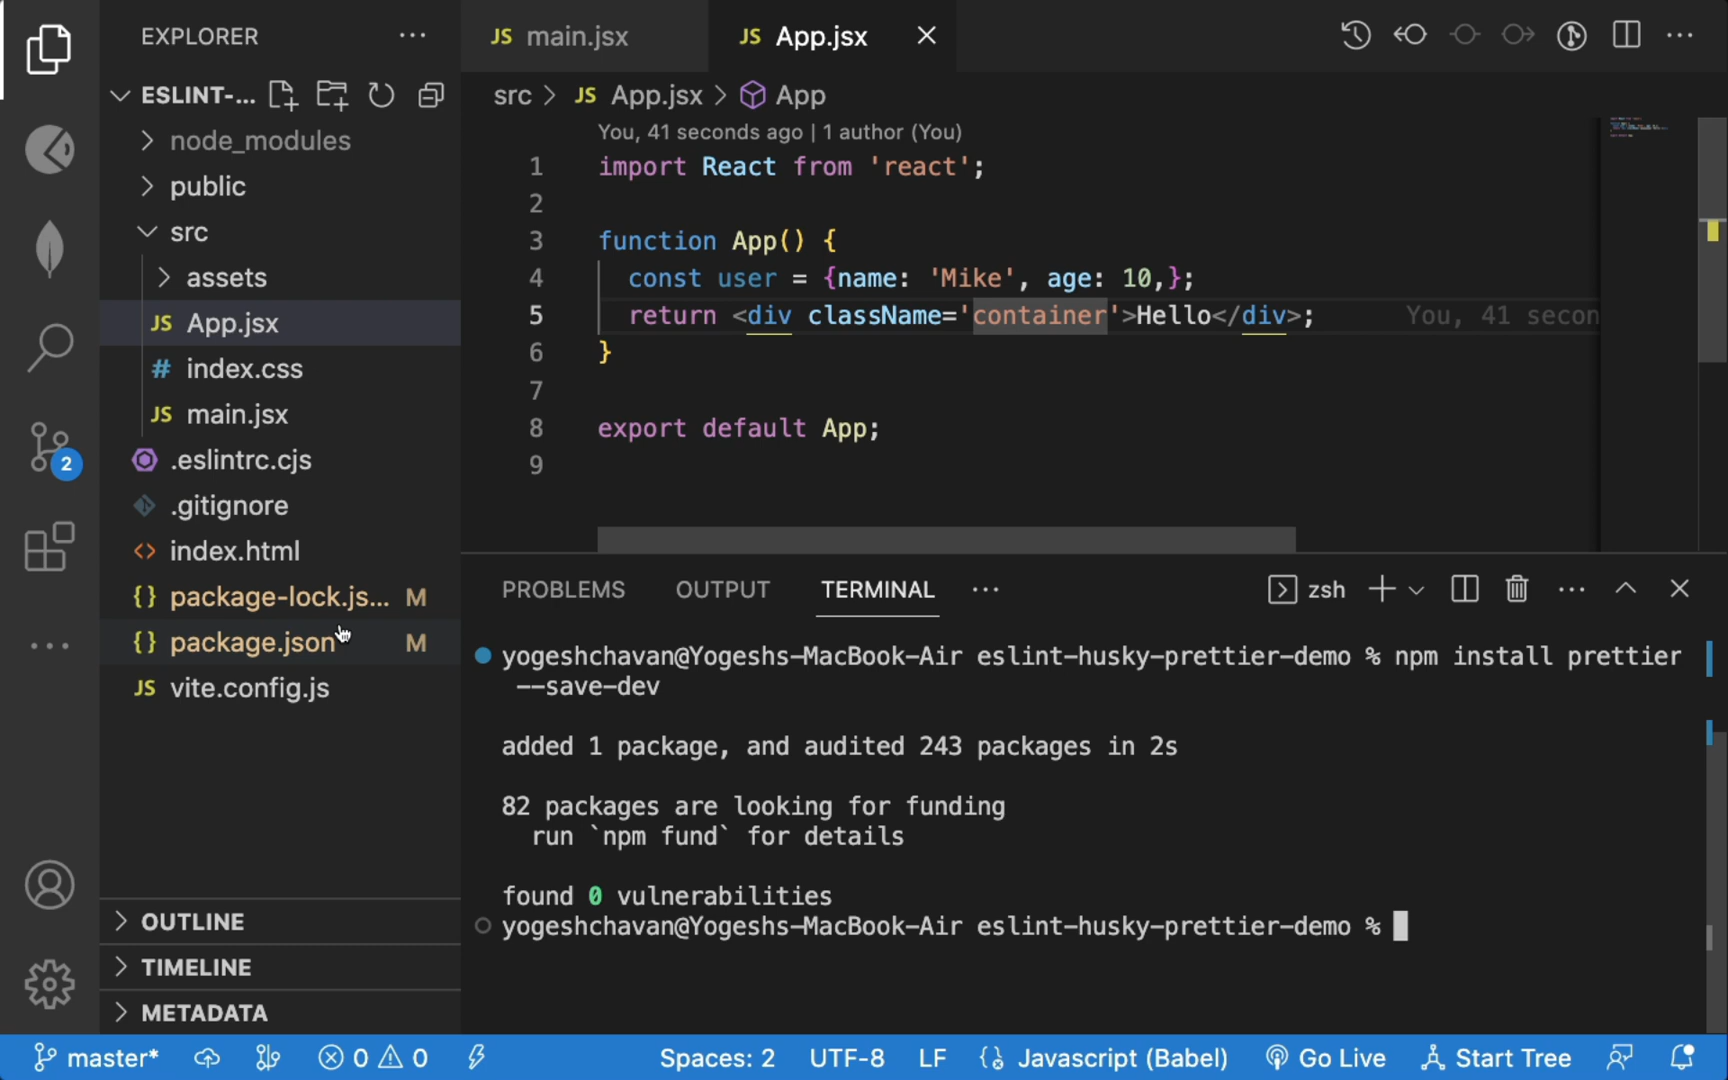 EXPLORER
ESLINT-...
node_modules
public
src
assets
JS App.jsx
# index.css
JS main.jsx
.eslintrc.cjs
.gitignore
<> index.html
{} package-lock.js... M
{} package.json M
JS vite.config.js
2
OUTLINE
TIMELINE
METADATA
JS main.jsx JS App.jsx
src > JS App.jsx > App
You, 41 seconds ago | 1 author (You)
1 import React from 'react';
2
3 function App() {
4 const user = {name: 'Mike', age: 10,};
5 return <div className='container'>Hello</div>; You, 41 secon
6 }
7
8 export default App;
9
PROBLEMS OUTPUT TERMINAL ... zsh
yogeshchavan@Yogeshs-MacBook-Air eslint-husky-prettier-demo % npm install prettier
--save-dev
added 1 package, and audited 243 packages in 2s
82 packages are looking for funding
run `npm fund` for details
found 0 vulnerabilities
yogeshchavan@Yogeshs-MacBook-Air eslint-husky-prettier-demo %
master* 0 0 Spaces: 2 UTF-8 LF Javascript (Babel) Go Live Start Tree